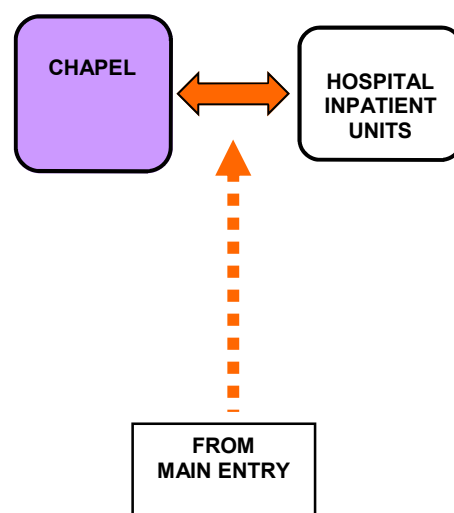 CHAPEL
HOSPITAL
INPATIENT
UNITS
FROM
MAIN ENTRY